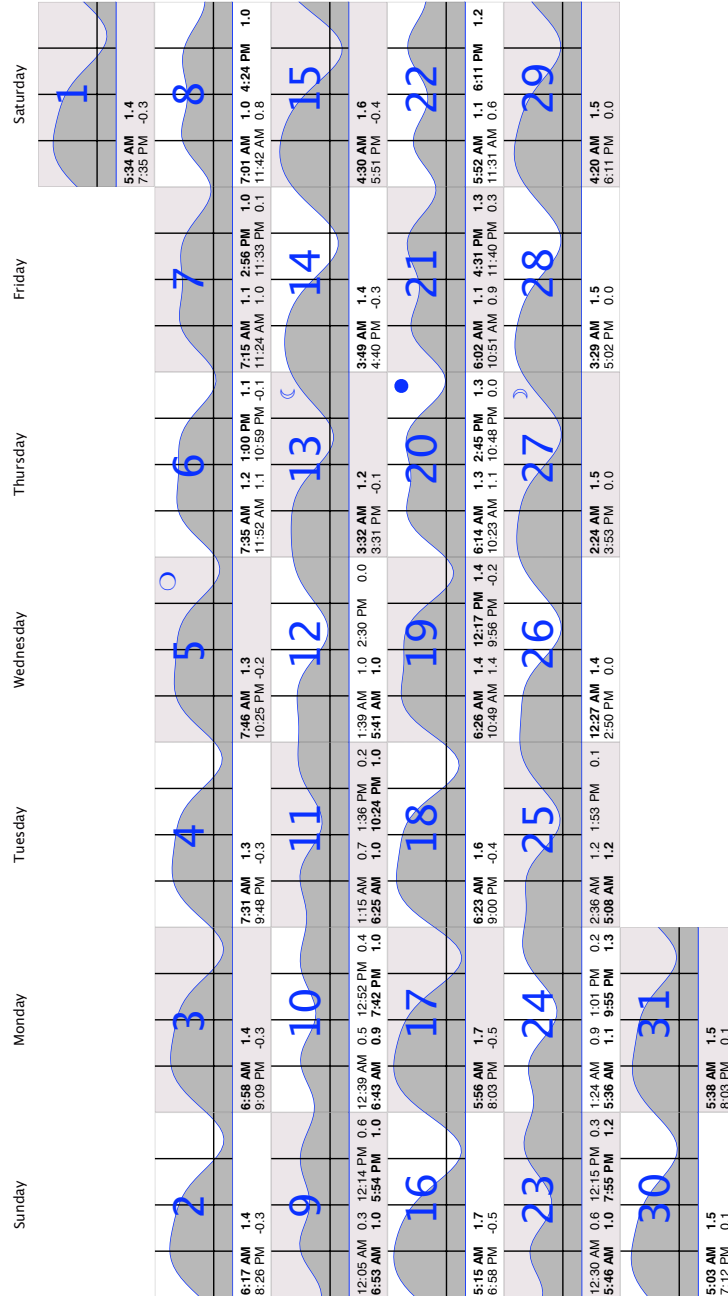 Sunday Monday Tuesday Wednesday Thursday Friday Saturday
1
5:34 AM 1.4
7:35 PM -0.3
2
6:17 AM 1.4
8:26 PM -0.3
3
6:58 AM 1.4
9:09 PM -0.3
4
7:31 AM 1.3
9:48 PM -0.3
5
7:46 AM 1.3
10:25 PM -0.2
6
7:35 AM 1.2 1:00 PM 1.1
11:52 AM 1.1 10:59 PM -0.1
7
7:15 AM 1.1 2:56 PM 1.0
11:24 AM 1.0 11:33 PM 0.1
8
7:01 AM 1.0 4:24 PM 1.0
11:42 AM 0.8
9
12:05 AM 0.3 12:14 PM 0.6
6:53 AM 1.0 5:54 PM 1.0
10
12:39 AM 0.5 12:52 PM 0.4
6:43 AM 0.9 7:42 PM 1.0
11
1:15 AM 0.7 1:36 PM 0.2
6:25 AM 1.0 10:24 PM 1.0
12
1:39 AM 1.0 2:30 PM 0.0
5:41 AM 1.0
13
3:32 AM 1.2
3:31 PM -0.1
14
3:49 AM 1.4
4:40 PM -0.3
15
4:30 AM 1.6
5:51 PM -0.4
16
5:15 AM 1.7
6:58 PM -0.5
17
5:56 AM 1.7
8:03 PM -0.5
18
6:23 AM 1.6
9:00 PM -0.4
19
6:26 AM 1.4 12:17 PM 1.4
10:49 AM 1.4 9:56 PM -0.2
20
6:14 AM 1.3 2:45 PM 1.3
10:23 AM 1.1 10:48 PM 0.0
21
6:02 AM 1.1 4:31 PM 1.3
10:51 AM 0.9 11:40 PM 0.3
22
5:52 AM 1.1 6:11 PM 1.2
11:31 AM 0.6
23
12:30 AM 0.6 12:15 PM 0.3
5:46 AM 1.0 7:55 PM 1.2
24
1:24 AM 0.9 1:01 PM 0.2
5:36 AM 1.1 9:55 PM 1.3
25
2:36 AM 1.2 1:53 PM 0.1
5:08 AM 1.2
26
12:27 AM 1.4
2:50 PM 0.0
27
2:24 AM 1.5
3:53 PM 0.0
28
3:29 AM 1.5
5:02 PM 0.0
29
4:20 AM 1.5
6:11 PM 0.0
30
5:03 AM 1.5
7:12 PM 0.1
31
5:38 AM 1.5
8:03 PM 0.1